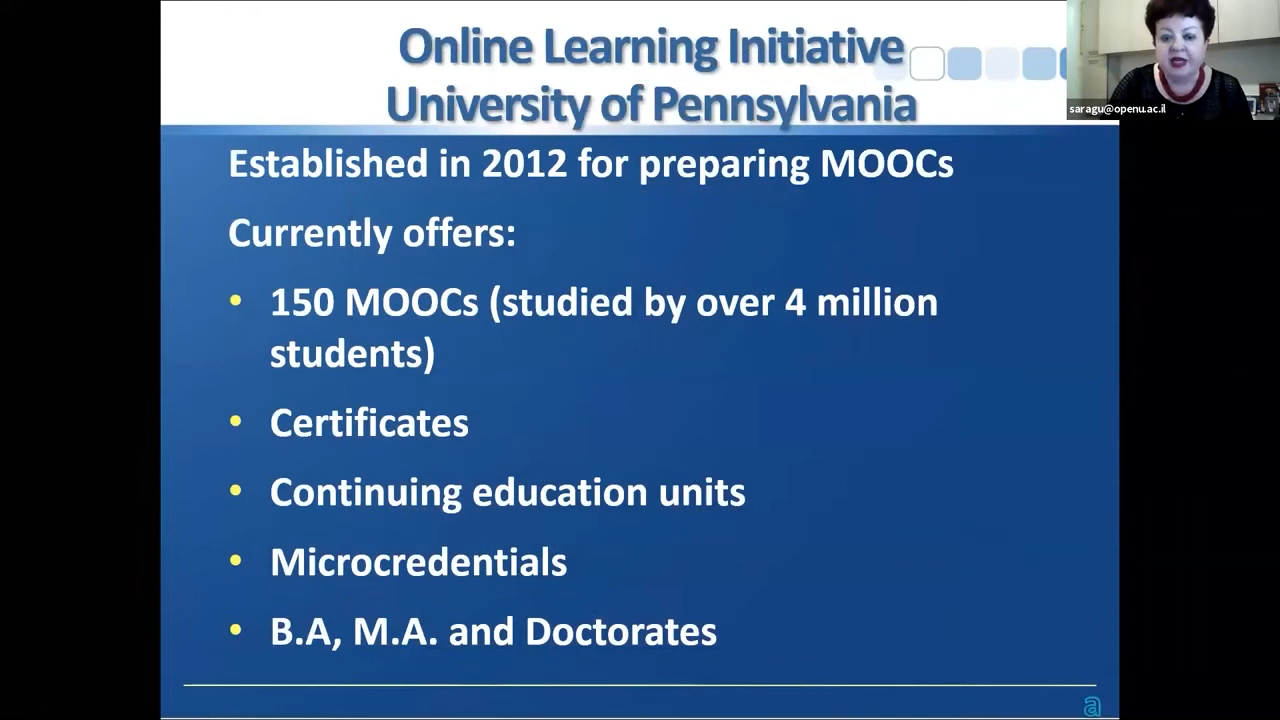 Online Learning Initiative
University of Pennsylvania
saragu@openu.ac.il
Established in 2012 for preparing MOOCs
Currently offers:
• 150 MOOCs (studied by over 4 million
students)
• Certificates
• Continuing education units
• Microcredentials
• B.A, M.A. and Doctorates
a